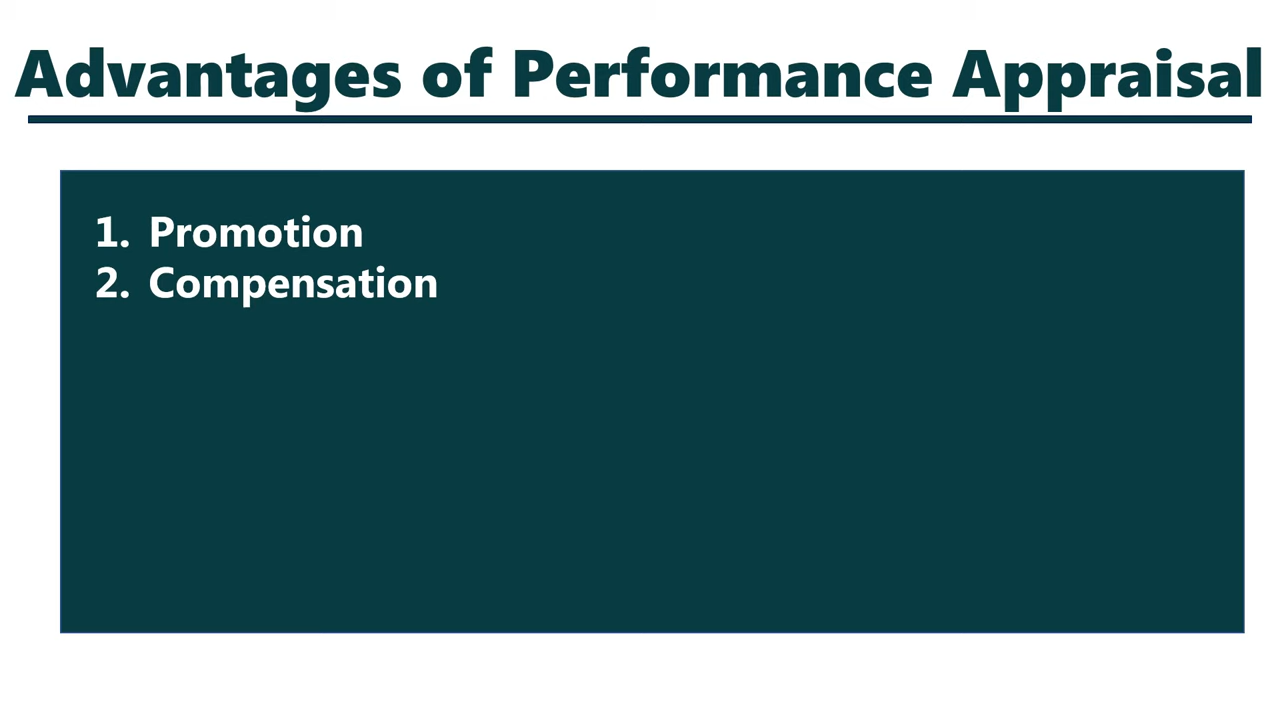 Advantages of Performance Appraisal
1. Promotion
2. Compensation